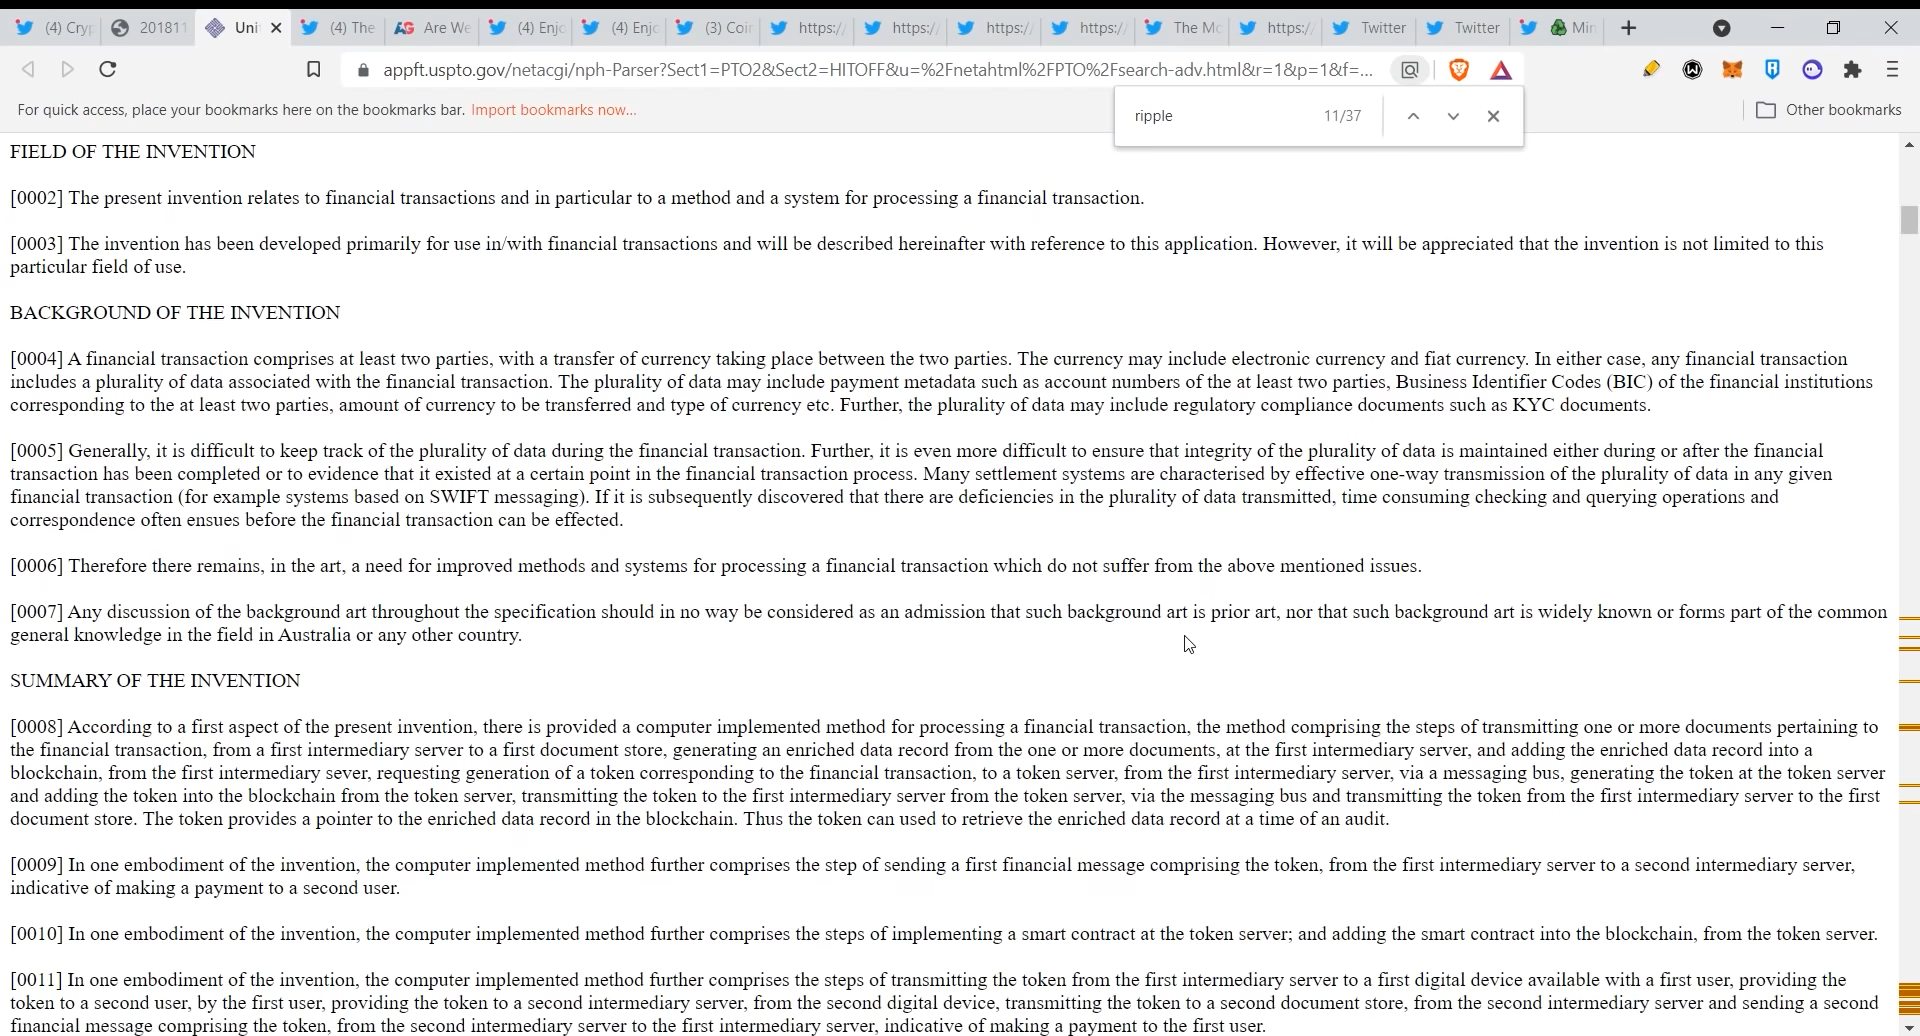 (4) Cryp
201811
Uni
(4) The
Are We
(4) Enjo
(4) Enjo
(3) Coin
https:/
https:/
https:/
https:/
The Mo
https:/
Twitter
Twitter
Min
appft.uspto.gov/netacgi/nph-Parser?Sect1=PTO2&Sect2=HITOFF&u=%2Fnetahtml%2FPTO%2Fsearch-adv.html&r=1&p=1&f=...
For quick access, place your bookmarks here on the bookmarks bar. Import bookmarks now...
ripple 11/37
Other bookmarks
FIELD OF THE INVENTION
[0002] The present invention relates to financial transactions and in particular to a method and a system for processing a financial transaction.
[0003] The invention has been developed primarily for use in/with financial transactions and will be described hereinafter with reference to this application. However, it will be appreciated that the invention is not limited to this
particular field of use.
BACKGROUND OF THE INVENTION
[0004] A financial transaction comprises at least two parties, with a transfer of currency taking place between the two parties. The currency may include electronic currency and fiat currency. In either case, any financial transaction
includes a plurality of data associated with the financial transaction. The plurality of data may include payment metadata such as account numbers of the at least two parties, Business Identifier Codes (BIC) of the financial institutions
corresponding to the at least two parties, amount of currency to be transferred and type of currency etc. Further, the plurality of data may include regulatory compliance documents such as KYC documents.
[0005] Generally, it is difficult to keep track of the plurality of data during the financial transaction. Further, it is even more difficult to ensure that integrity of the plurality of data is maintained either during or after the financial
transaction has been completed or to evidence that it existed at a certain point in the financial transaction process. Many settlement systems are characterised by effective one-way transmission of the plurality of data in any given
financial transaction (for example systems based on SWIFT messaging). If it is subsequently discovered that there are deficiencies in the plurality of data transmitted, time consuming checking and querying operations and
correspondence often ensues before the financial transaction can be effected.
[0006] Therefore there remains, in the art, a need for improved methods and systems for processing a financial transaction which do not suffer from the above mentioned issues.
[0007] Any discussion of the background art throughout the specification should in no way be considered as an admission that such background art is prior art, nor that such background art is widely known or forms part of the common
general knowledge in the field in Australia or any other country.
SUMMARY OF THE INVENTION
[0008] According to a first aspect of the present invention, there is provided a computer implemented method for processing a financial transaction, the method comprising the steps of transmitting one or more documents pertaining to
the financial transaction, from a first intermediary server to a first document store, generating an enriched data record from the one or more documents, at the first intermediary server, and adding the enriched data record into a
blockchain, from the first intermediary sever, requesting generation of a token corresponding to the financial transaction, to a token server, from the first intermediary server, via a messaging bus, generating the token at the token server
and adding the token into the blockchain from the token server, transmitting the token to the first intermediary server from the token server, via the messaging bus and transmitting the token from the first intermediary server to the first
document store. The token provides a pointer to the enriched data record in the blockchain. Thus the token can used to retrieve the enriched data record at a time of an audit.
[0009] In one embodiment of the invention, the computer implemented method further comprises the step of sending a first financial message comprising the token, from the first intermediary server to a second intermediary server,
indicative of making a payment to a second user.
[0010] In one embodiment of the invention, the computer implemented method further comprises the steps of implementing a smart contract at the token server; and adding the smart contract into the blockchain, from the token server.
[0011] In one embodiment of the invention, the computer implemented method further comprises the steps of transmitting the token from the first intermediary server to a first digital device available with a first user, providing the
token to a second user, by the first user, providing the token to a second intermediary server, from the second digital device, transmitting the token to a second document store, from the second intermediary server and sending a second
financial message comprising the token, from the second intermediary server to the first intermediary server, indicative of making a payment to the first user.